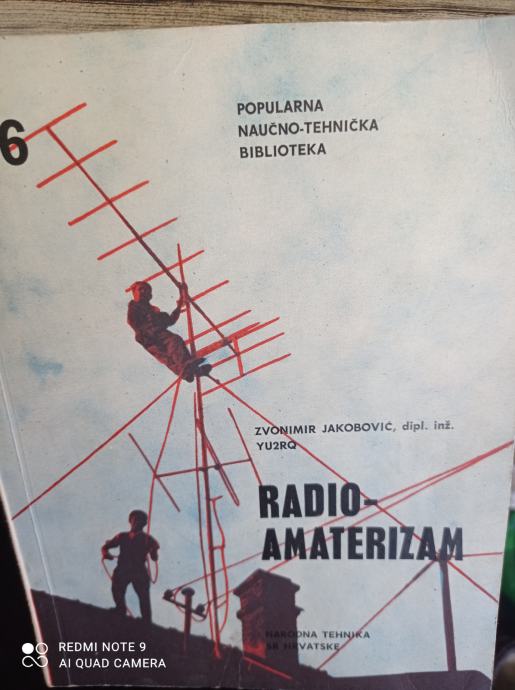 6
POPULARNA
NAUČNO-TEHNIČKA
BIBLIOTEKA
ZVONIMIR JAKOBOVIĆ, dipl. inž.
YU2RQ
RADIO-
AMATERIZAM
NARODNA TEHNIKA
SR HRVATSKE
REDMI NOTE 9
AI QUAD CAMERA